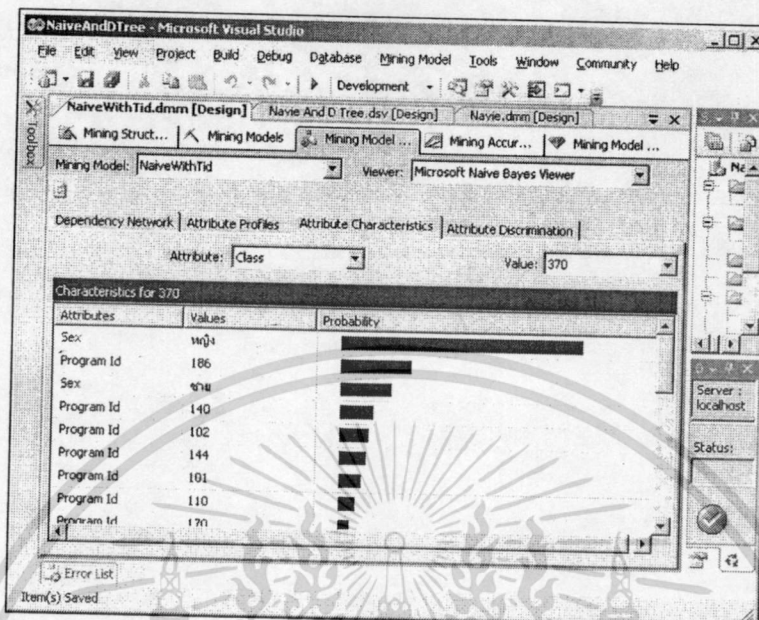 NaiveAndDTree - Microsoft Visual Studio
File Edit View Project Build Debug Database Mining Model Tools Window Community Help
Development
NaiveWithTid.dmm [Design] Navie And D Tree.dsv [Design] Navie.dmm [Design]
Toolbox
Mining Struct... Mining Models Mining Model ... Mining Accur... Mining Model ...
Mining Model: NaiveWithTid Viewer: Microsoft Naive Bayes Viewer
Dependency Network Attribute Profiles Attribute Characteristics Attribute Discrimination
Attribute: Class Value: 370
Characteristics for 370
Attributes Values Probability
Sex หญิง
Program Id 186
Sex ชาย
Program Id 140
Program Id 102
Program Id 144
Program Id 101
Program Id 110
Program Id 170
Server :
localhost
Status:
Error List
Item(s) Saved